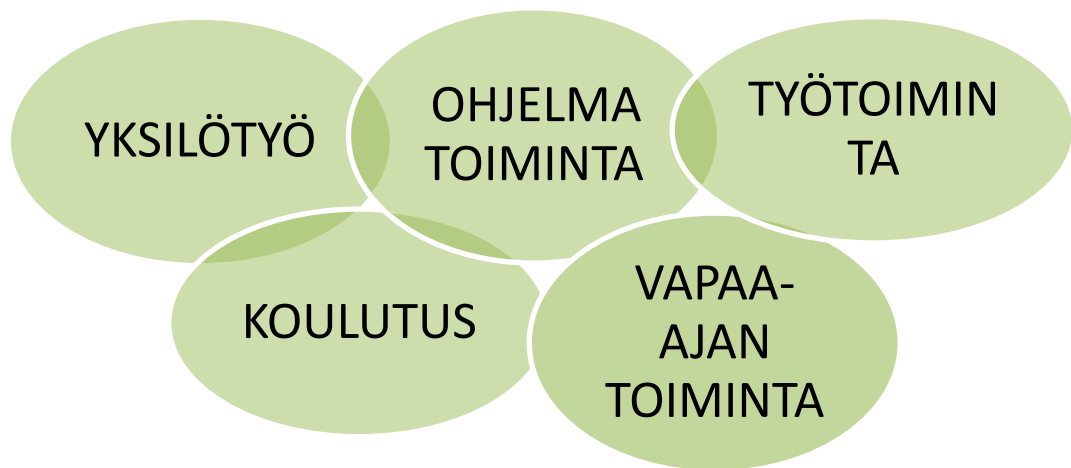 YKSILÖTYÖ
OHJELMA
TOIMINTA
TYÖTOIMIN
TA
KOULUTUS
VAPAA-
AJAN
TOIMINTA